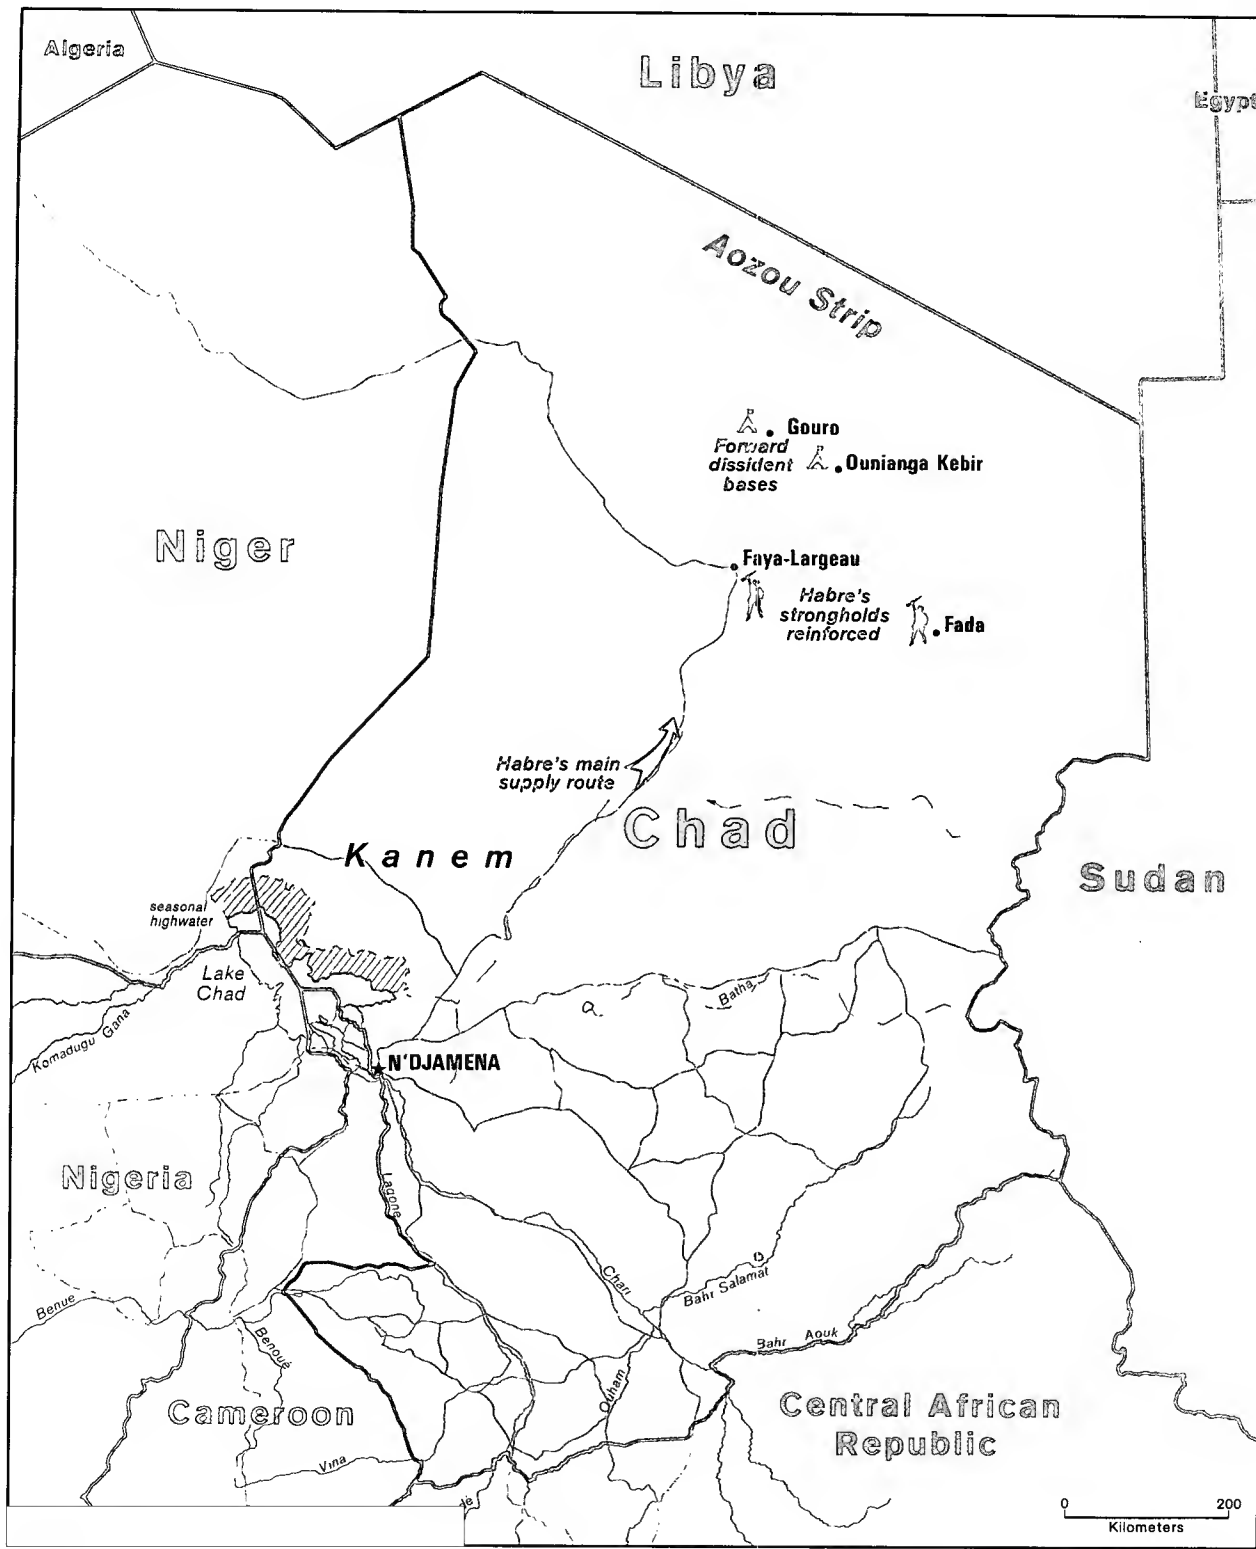 Algeria
Libya
Egypt
Aozou Strip
Gouro
Forward
dissident
bases
Ounianga Kebir
Niger
Faya-Largeau
Habre's
strongholds
reinforced
Fada
Habre's main
supply route
Chad
Kanem
Sudan
seasonal
highwater
Lake
Chad
Batha
Komadugu Gana
N'DJAMENA
Nigeria
Logone
Chari
Bahr Salamat
Benue
Benoué
Bahr Aouk
Ouham
Cameroon
Central African
Republic
Vina
0 200
Kilometers